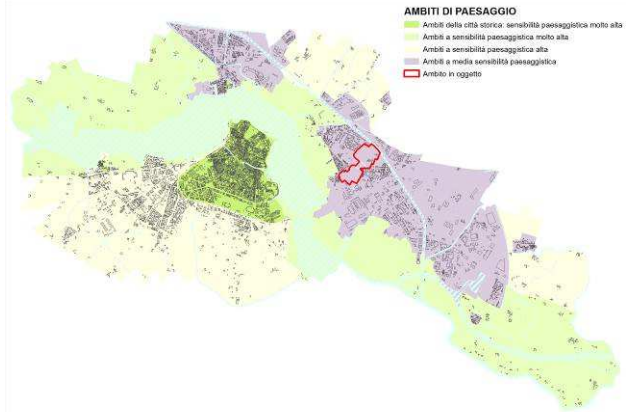 AMBITI DI PAESAGGIO
Ambiti della città storica: sensibilità paesaggistica molto alta
Ambiti a sensibilità paesaggistica molto alta
Ambiti a sensibilità paesaggistica alta
Ambiti a media sensibilità paesaggistica
Ambito in oggetto